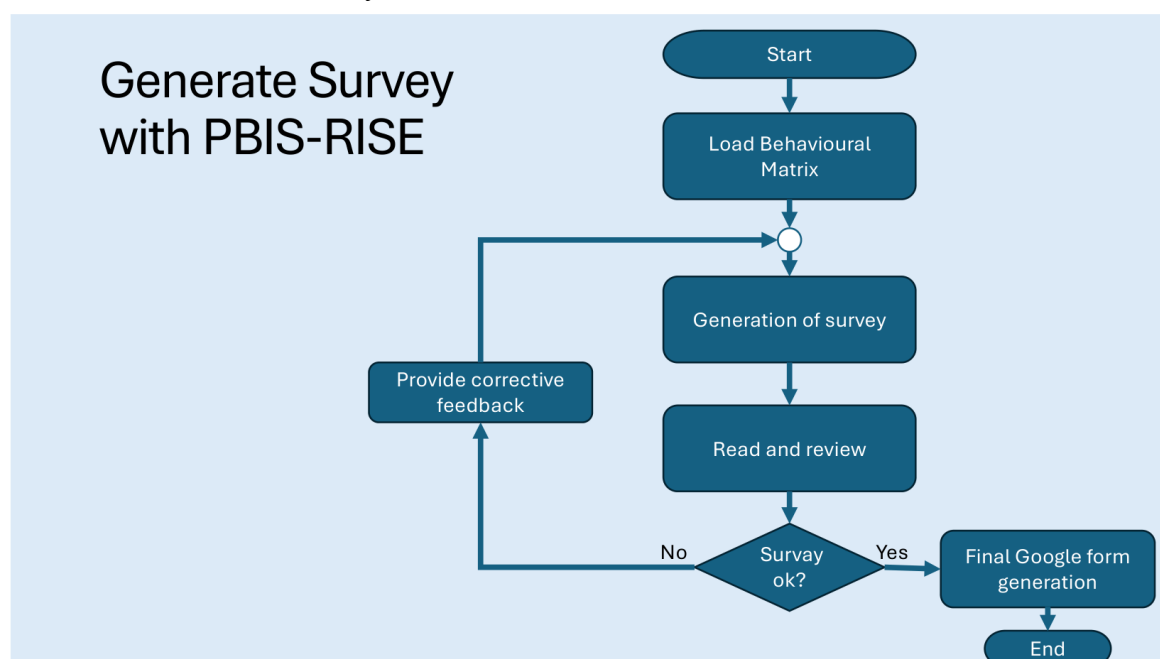 Generate Survey
with PBIS-RISE
Start
Load Behavioural
Matrix
Generation of survey
Provide corrective
feedback
Read and review
No
Survay
ok?
Yes
Final Google form
generation
End